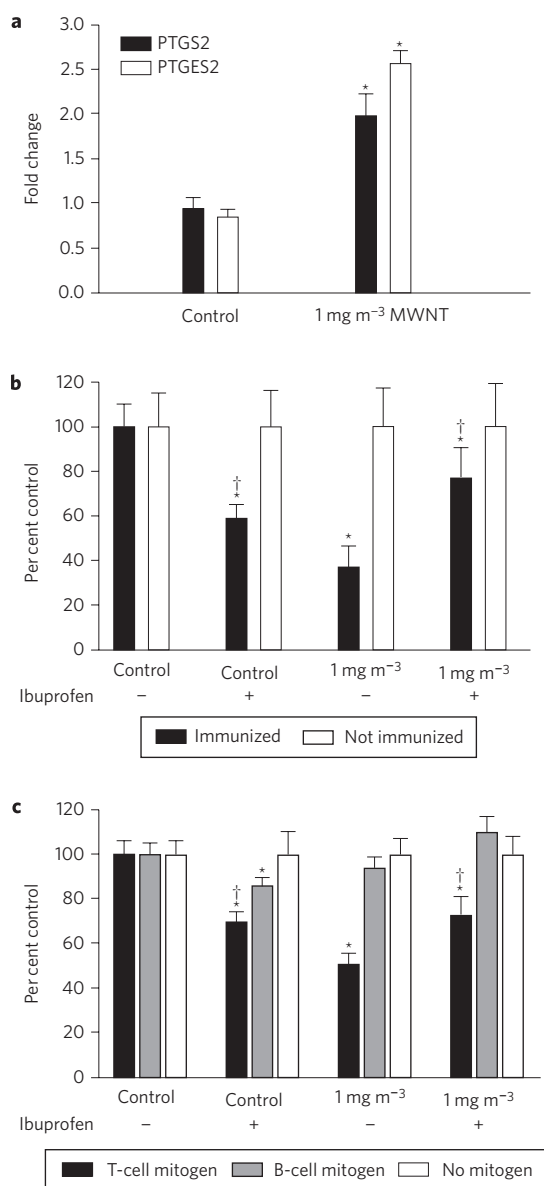 a
3.0
2.5
2.0
1.5
1.0
0.5
0.0
Fold change
PTGS2
PTGES2
*
*
Control
1 mg m⁻³ MWNT
b
120
100
80
60
40
20
0
Per cent control
†
*
*
†
*
Control Control 1 mg m⁻³ 1 mg m⁻³
Ibuprofen − + − +
Immunized Not immunized
c
120
100
80
60
40
20
0
Per cent control
†
*
*
*
†
*
Control Control 1 mg m⁻³ 1 mg m⁻³
Ibuprofen − + − +
T-cell mitogen B-cell mitogen No mitogen